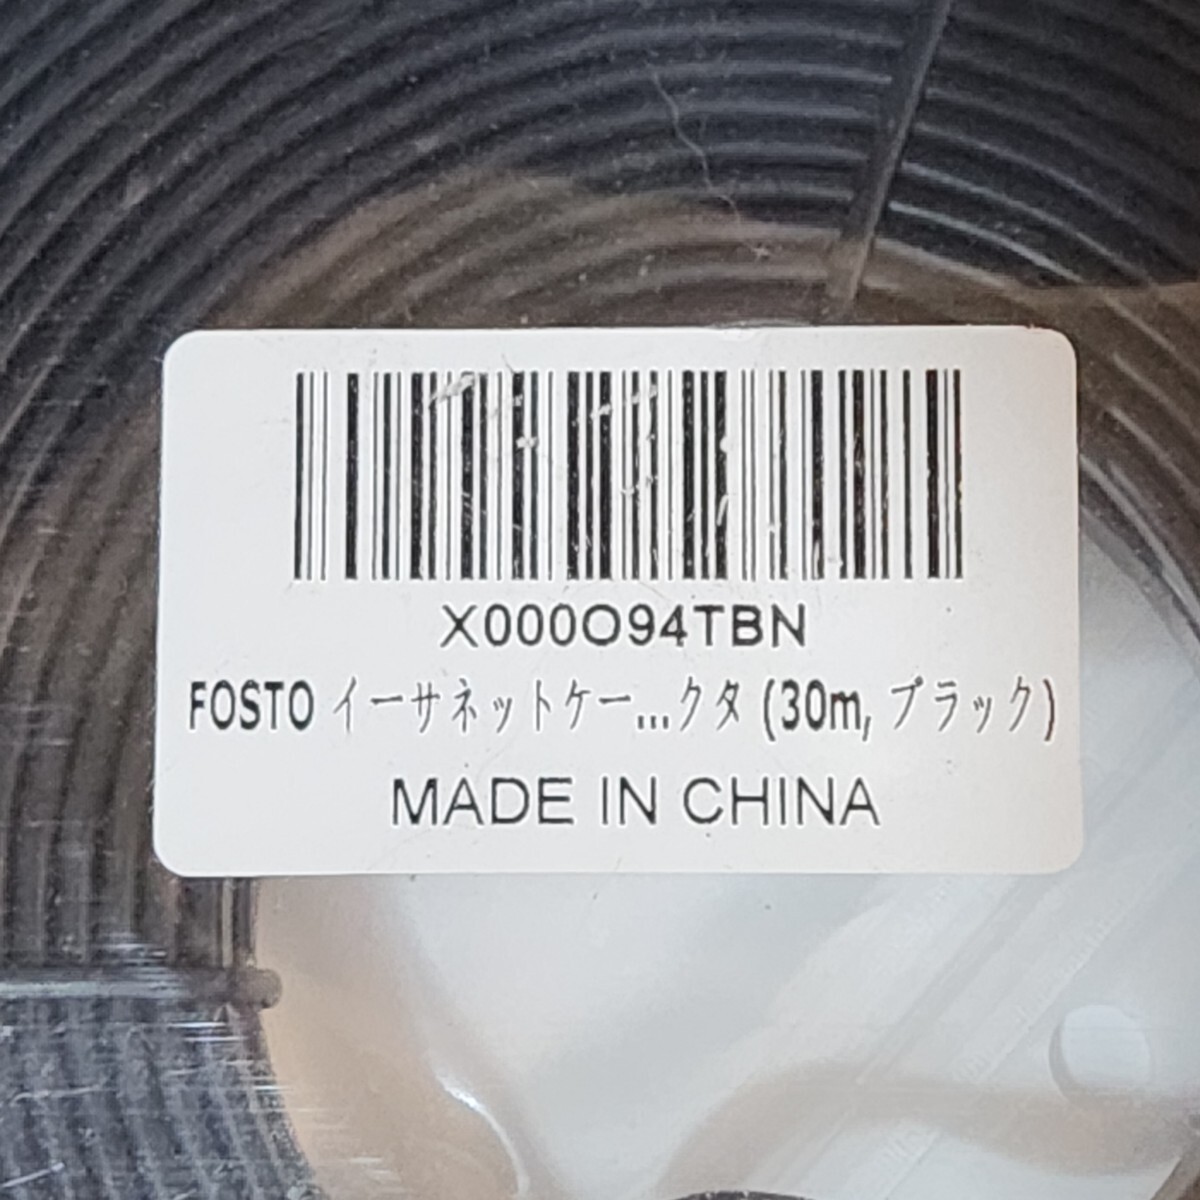 X000O94TBN
FOSTO イーサネットケー...クタ (30m, ブラック)
MADE IN CHINA